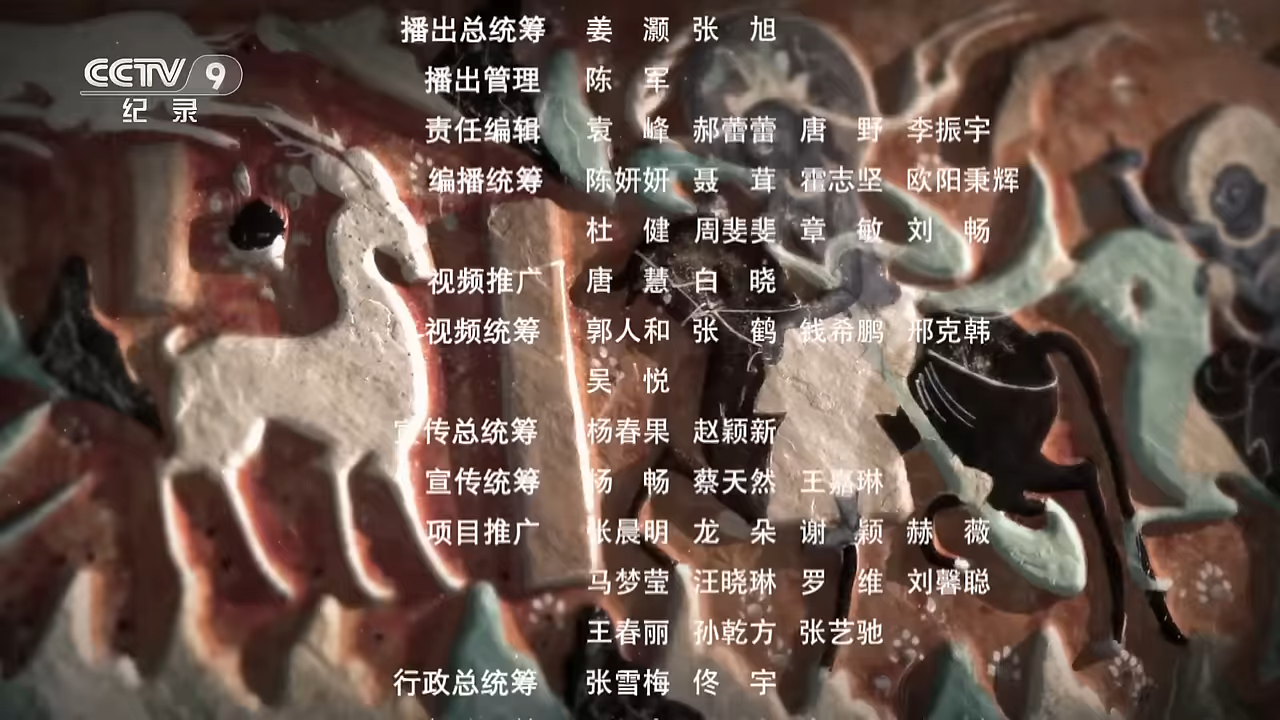 播出总统筹 姜灏 张旭
CCTV 9
纪录
播出管理 陈军
责任编辑 袁峰 郝蕾蕾 唐野 李振宇
编播统筹 陈妍妍 聂茸 霍志坚 欧阳秉辉
杜健 周斐斐 章敏 刘畅
视频推广 唐慧 白晓
视频统筹 郭人和 张鹤 钱希鹏 邢克韩
吴悦
宣传总统筹 杨春果 赵颖新
宣传统筹 杨畅 蔡天然 王嘉琳
项目推广 张晨明 龙朵 谢颖 赫薇
马梦莹 汪晓琳 罗维 刘馨聪
王春丽 孙乾方 张艺驰
行政总统筹 张雪梅 佟宇